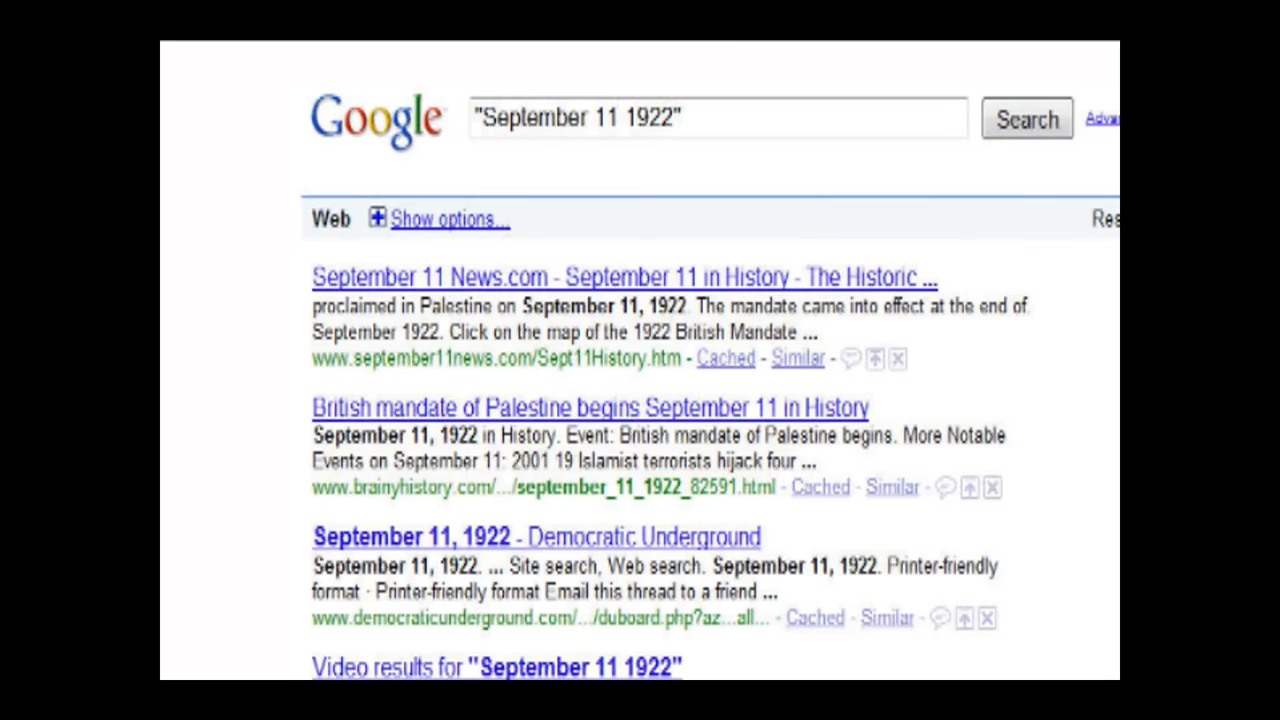 Google "September 11 1922" Search
Web Show options...
September 11 News.com - September 11 in History - The Historic ...
proclaimed in Palestine on September 11, 1922. The mandate came into effect at the end of
September 1922. Click on the map of the 1922 British Mandate ...
www.september11news.com/Sept11History.htm - Cached - Similar -
British mandate of Palestine begins September 11 in History
September 11, 1922 in History. Event: British mandate of Palestine begins. More Notable
Events on September 11: 2001 19 Islamist terrorists hijack four ...
www.brainyhistory.com/.../september_11_1922_82591.html - Cached - Similar -
September 11, 1922 - Democratic Underground
September 11, 1922. ... Site search, Web search. September 11, 1922. Printer-friendly
format · Printer-friendly format Email this thread to a friend ...
www.democraticunderground.com/.../duboard.php?az...all... - Cached - Similar -
Video results for "September 11 1922"